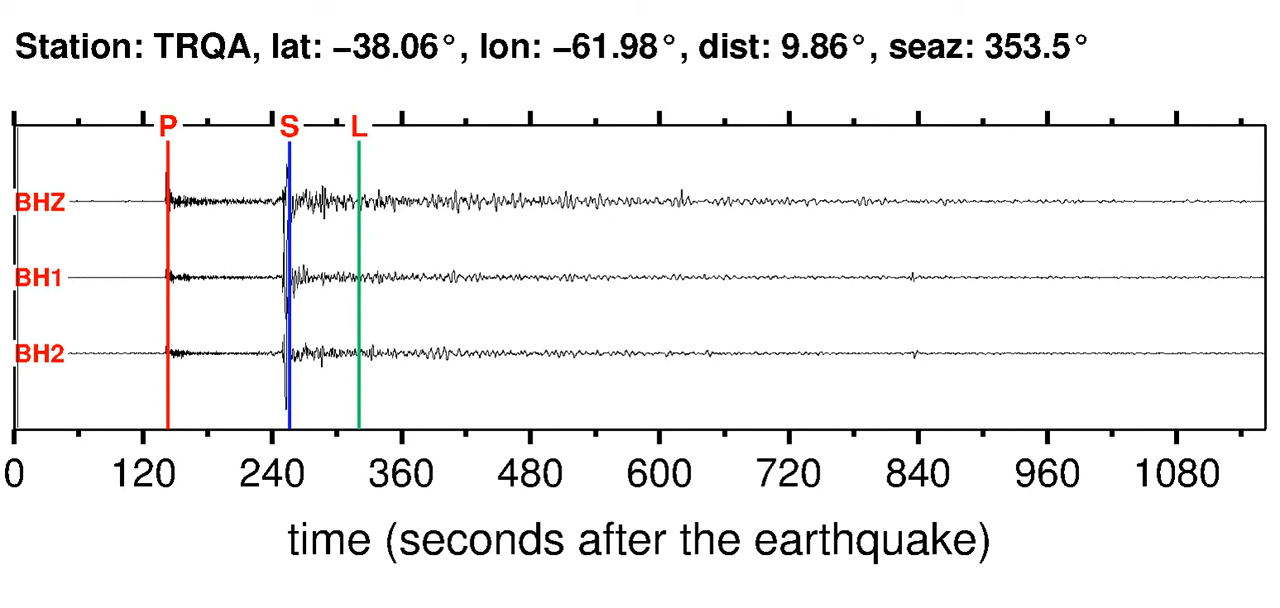 Station: TRQA, lat: −38.06°, lon: −61.98°, dist: 9.86°, seaz: 353.5°
P S L
BHZ
BH1
BH2
0 120 240 360 480 600 720 840 960 1080
time (seconds after the earthquake)